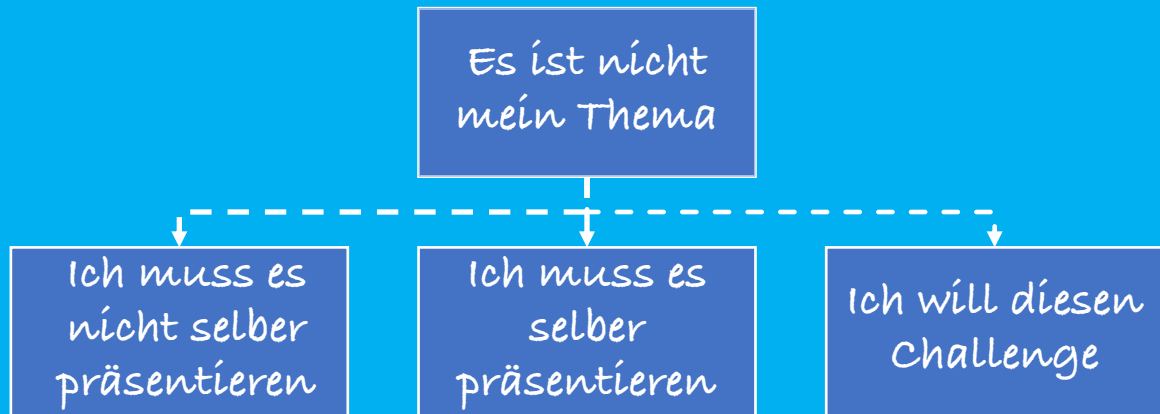 Es ist nicht
mein Thema
Ich muss es
nicht selber
präsentieren
Ich muss es
selber
präsentieren
Ich will diesen
Challenge